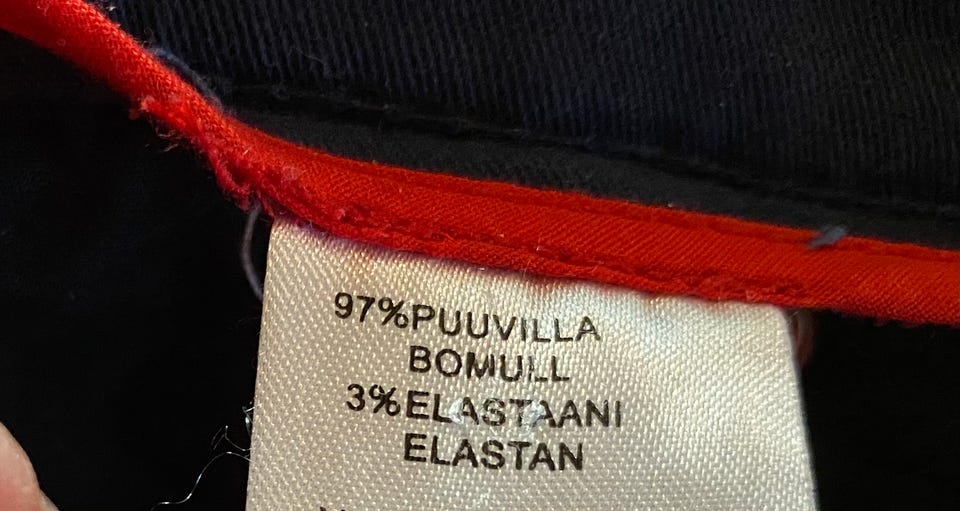 97%PUUVILLA
BOMULL
3%ELASTAANI
ELASTAN